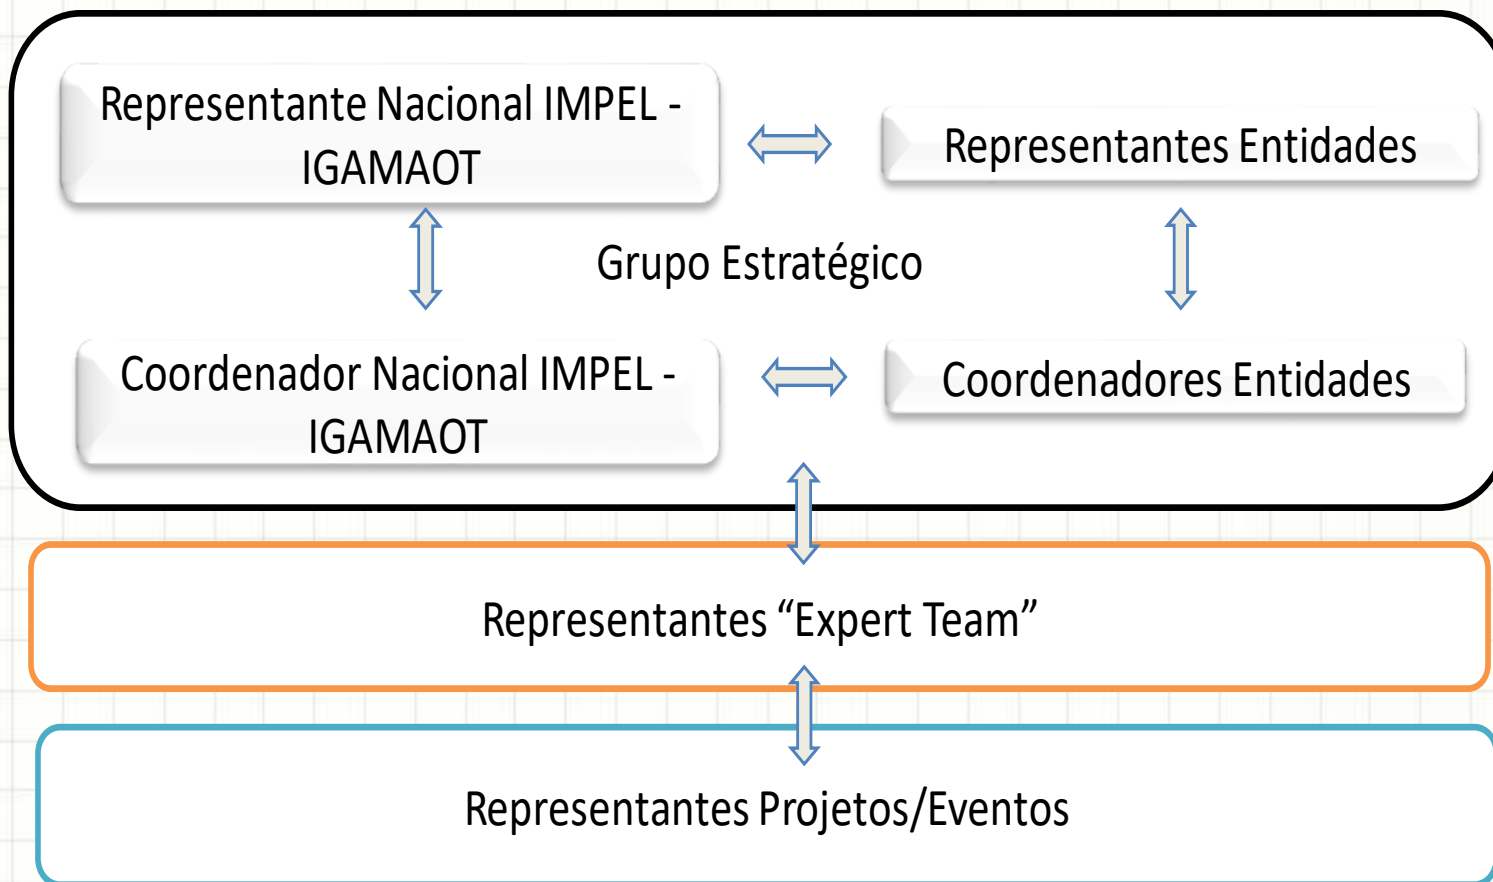 Representante Nacional IMPEL -
IGAMAOT
Representantes Entidades
Grupo Estratégico
Coordenador Nacional IMPEL -
IGAMAOT
Coordenadores Entidades
Representantes “Expert Team”
Representantes Projetos/Eventos